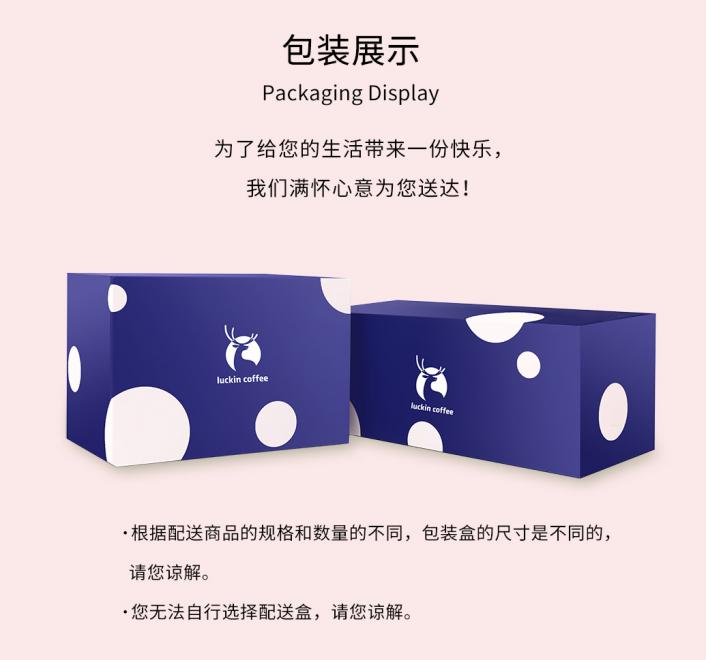 包装展示
Packaging Display
为了给您的生活带来一份快乐，
我们满怀心意为您送达！
luckin coffee
luckin coffee
·根据配送商品的规格和数量的不同，包装盒的尺寸是不同的，
请您谅解。
·您无法自行选择配送盒，请您谅解。